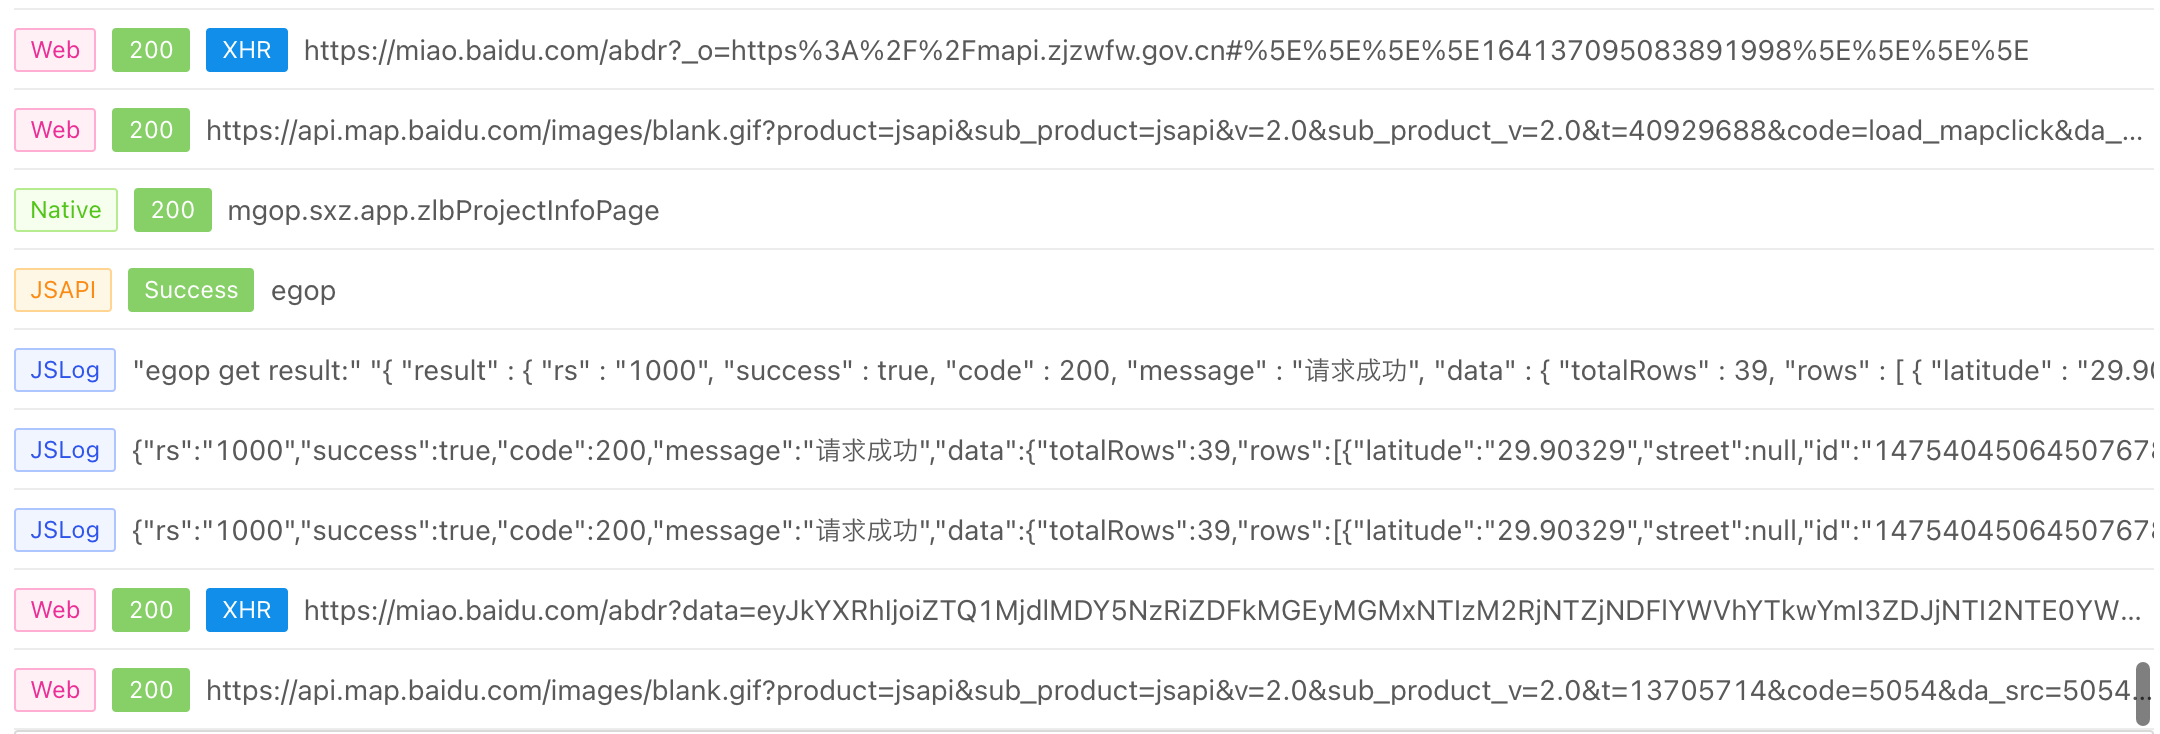 Web 200 XHR https://miao.baidu.com/abdr?_o=https%3A%2F%2Fmapi.zjzwfw.gov.cn#%5E%5E%5E%5E164137095083891998%5E%5E%5E%5E
Web 200 https://api.map.baidu.com/images/blank.gif?product=jsapi&sub_product=jsapi&v=2.0&sub_product_v=2.0&t=40929688&code=load_mapclick&da_...
Native 200 mgop.sxz.app.zlbProjectInfoPage
JSAPI Success egop
JSLog "egop get result:" "{ "result" : { "rs" : "1000", "success" : true, "code" : 200, "message" : "请求成功", "data" : { "totalRows" : 39, "rows" : [ { "latitude" : "29.90
JSLog {"rs":"1000","success":true,"code":200,"message":"请求成功","data":{"totalRows":39,"rows":[{"latitude":"29.90329","street":null,"id":"14754045064507678
JSLog {"rs":"1000","success":true,"code":200,"message":"请求成功","data":{"totalRows":39,"rows":[{"latitude":"29.90329","street":null,"id":"14754045064507678
Web 200 XHR https://miao.baidu.com/abdr?data=eyJkYXRhIjoiZTQ1MjdlMDY5NzRiZDFkMGEyMGMxNTIzM2RjNTZjNDFlYWVhYTkwYmI3ZDJjNTI2NTE0YW...
Web 200 https://api.map.baidu.com/images/blank.gif?product=jsapi&sub_product=jsapi&v=2.0&sub_product_v=2.0&t=13705714&code=5054&da_src=5054...